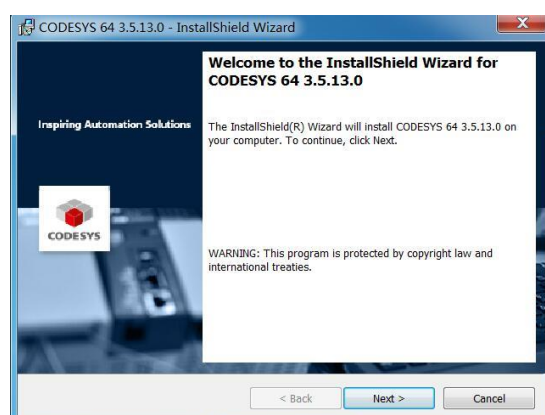 CODESYS 64 3.5.13.0 - InstallShield Wizard
Welcome to the InstallShield Wizard for
CODESYS 64 3.5.13.0
Inspiring Automation Solutions
The InstallShield(R) Wizard will install CODESYS 64 3.5.13.0 on
your computer. To continue, click Next.
CODESYS
WARNING: This program is protected by copyright law and
international treaties.
< Back
Next >
Cancel